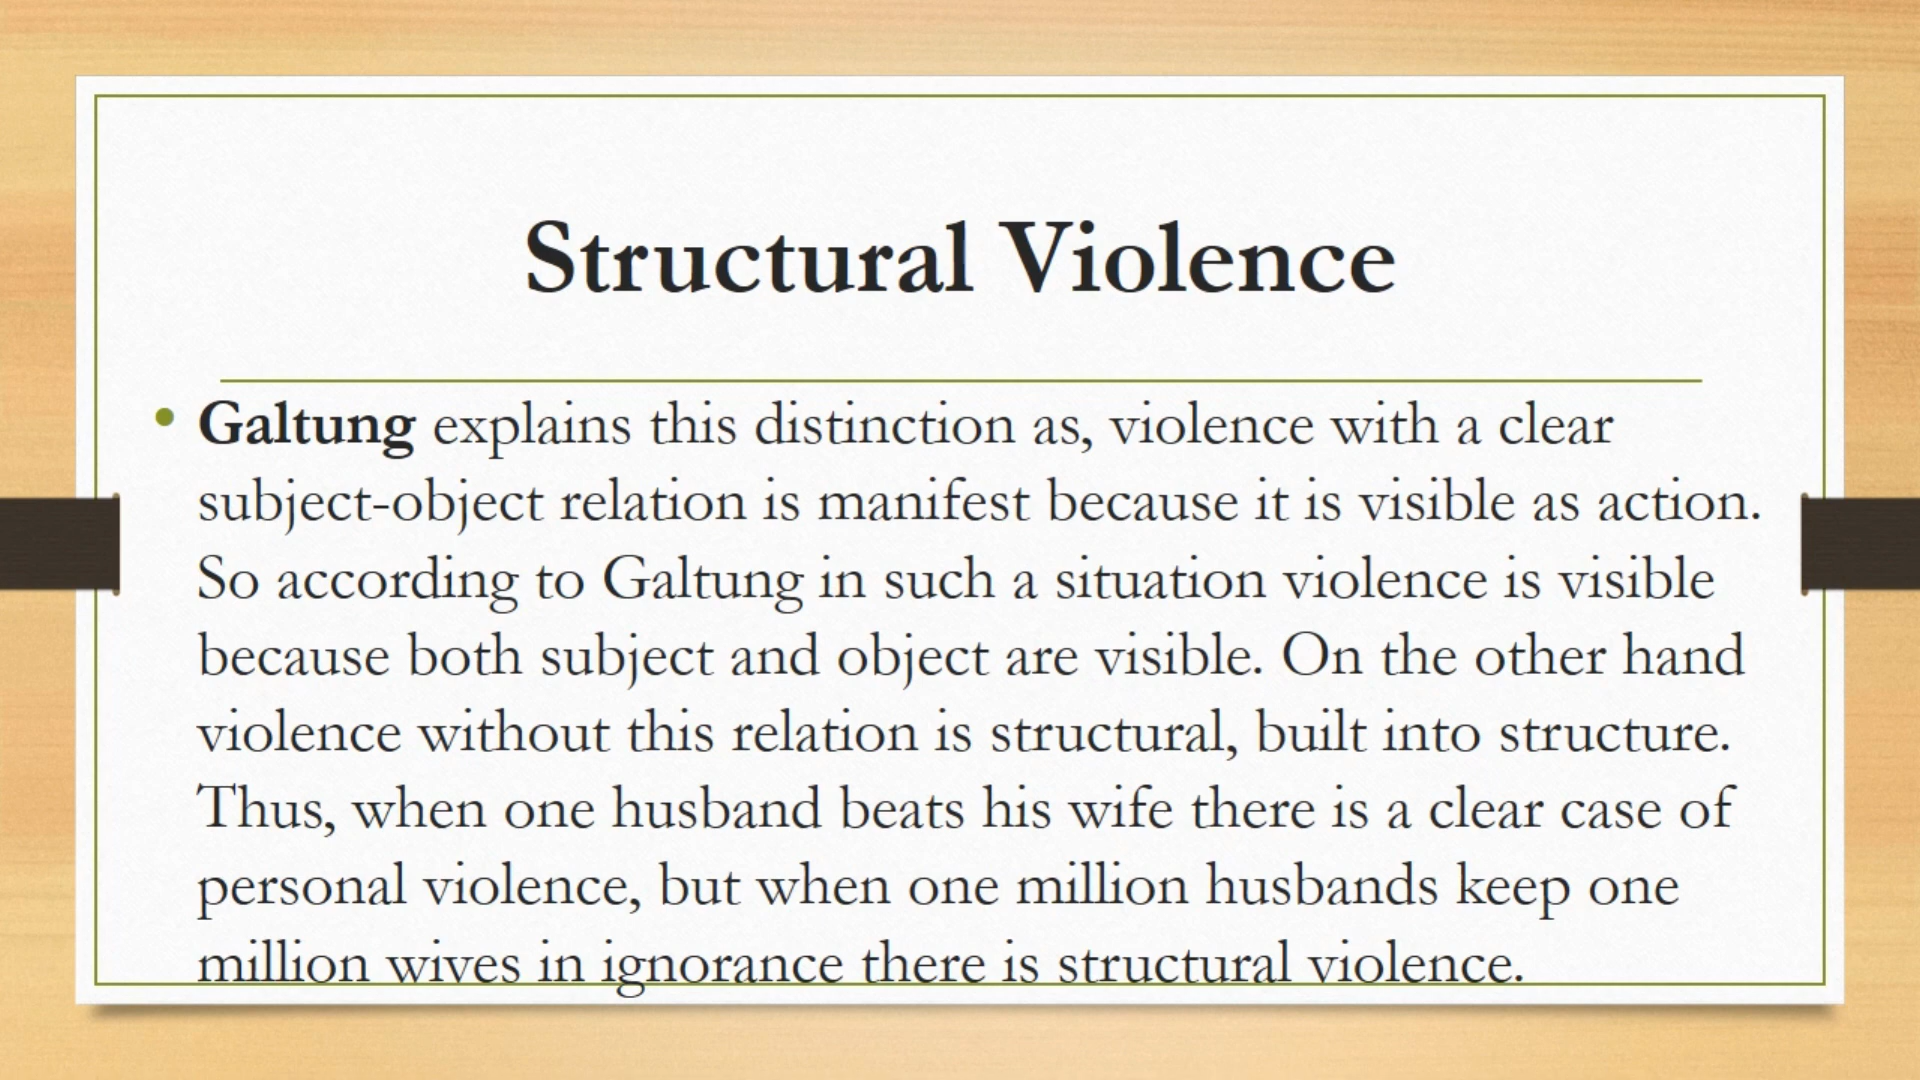 Structural Violence
• Galtung explains this distinction as, violence with a clear
subject-object relation is manifest because it is visible as action.
So according to Galtung in such a situation violence is visible
because both subject and object are visible. On the other hand
violence without this relation is structural, built into structure.
Thus, when one husband beats his wife there is a clear case of
personal violence, but when one million husbands keep one
million wives in ignorance there is structural violence.